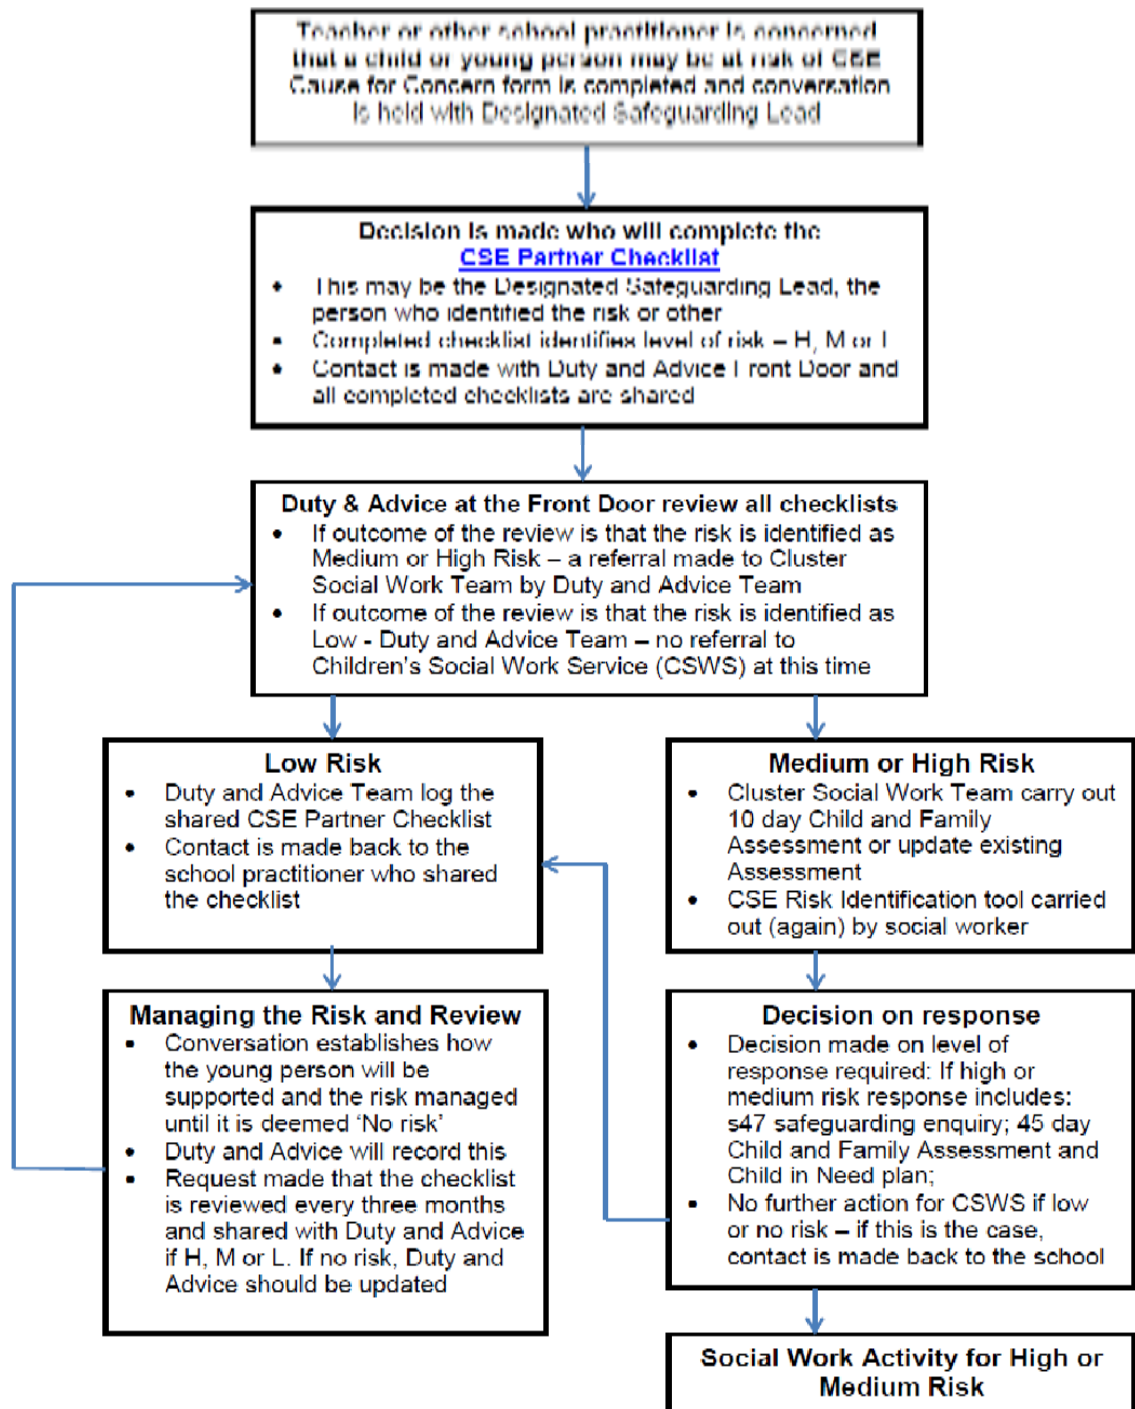 Teacher or other school practitioner is concerned
that a child or young person may be at risk of CSE
Cause for Concern form is completed and conversation
is held with Designated Safeguarding Lead
Decision is made who will complete the
CSE Partner Checklist
• This may be the Designated Safeguarding Lead, the
person who identified the risk or other
• Completed checklist identifies level of risk – H, M or L
• Contact is made with Duty and Advice Front Door and
all completed checklists are shared
Duty & Advice at the Front Door review all checklists
• If outcome of the review is that the risk is identified as
Medium or High Risk – a referral made to Cluster
Social Work Team by Duty and Advice Team
• If outcome of the review is that the risk is identified as
Low - Duty and Advice Team – no referral to
Children's Social Work Service (CSWS) at this time
Low Risk
• Duty and Advice Team log the
shared CSE Partner Checklist
• Contact is made back to the
school practitioner who shared
the checklist
Medium or High Risk
• Cluster Social Work Team carry out
10 day Child and Family
Assessment or update existing
Assessment
• CSE Risk Identification tool carried
out (again) by social worker
Managing the Risk and Review
• Conversation establishes how
the young person will be
supported and the risk managed
until it is deemed 'No risk'
• Duty and Advice will record this
• Request made that the checklist
is reviewed every three months
and shared with Duty and Advice
if H, M or L. If no risk, Duty and
Advice should be updated
Decision on response
• Decision made on level of
response required: If high or
medium risk response includes:
s47 safeguarding enquiry; 45 day
Child and Family Assessment and
Child in Need plan;
• No further action for CSWS if low
or no risk – if this is the case,
contact is made back to the school
Social Work Activity for High or
Medium Risk